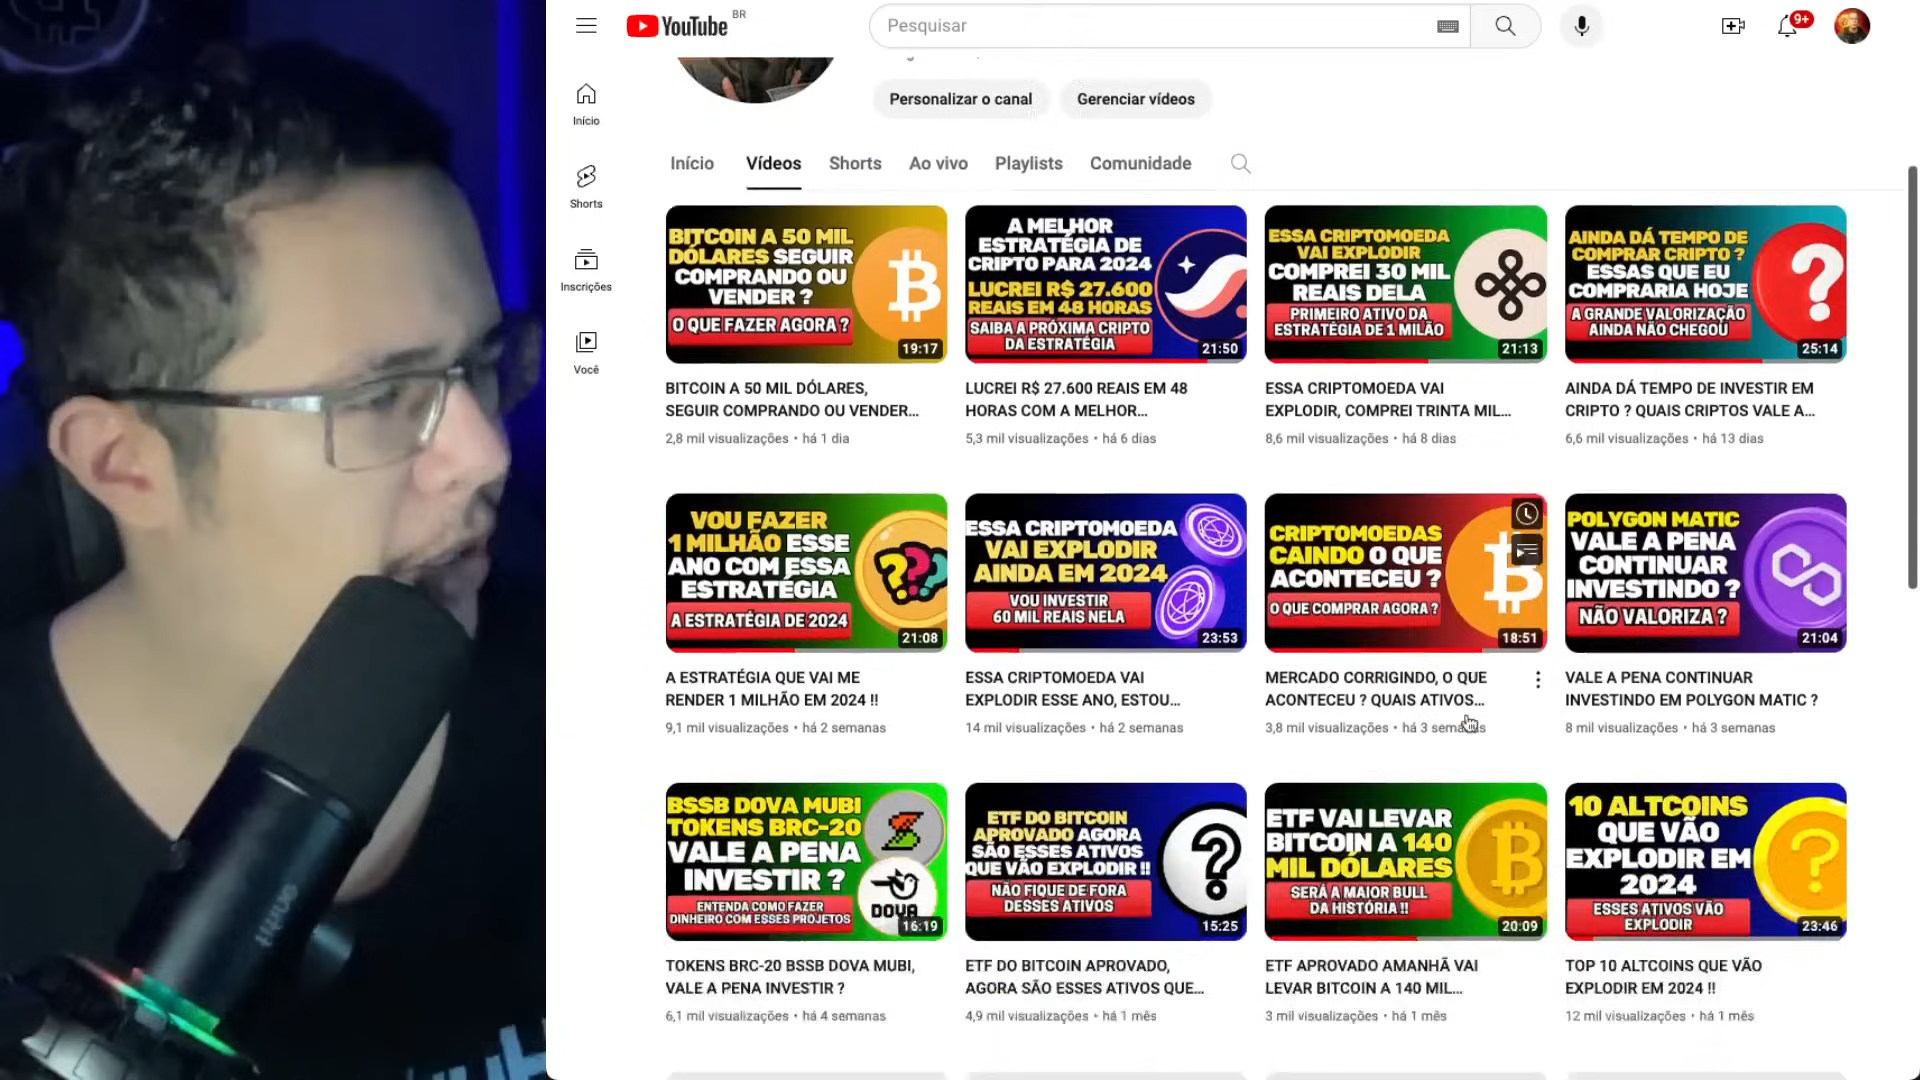 YouTube
BR
Pesquisar
9+
Personalizar o canal
Gerenciar vídeos
Início
Shorts
Inscrições
Você
Início
Vídeos
Shorts
Ao vivo
Playlists
Comunidade
BITCOIN A 50 MIL
DÓLARES SEGUIR
COMPRANDO OU
VENDER ?
O QUE FAZER AGORA ?
19:17
BITCOIN A 50 MIL DÓLARES,
SEGUIR COMPRANDO OU VENDER...
2,8 mil visualizações • há 1 dia
A MELHOR
ESTRATÉGIA DE
CRIPTO PARA 2024
LUCREI R$ 27.600
REAIS EM 48 HORAS
SAIBA A PRÓXIMA CRIPTO
DA ESTRATÉGIA
21:50
LUCREI R$ 27.600 REAIS EM 48
HORAS COM A MELHOR...
5,3 mil visualizações • há 6 dias
ESSA CRIPTOMOEDA
VAI EXPLODIR
COMPREI 30 MIL
REAIS DELA
PRIMEIRO ATIVO DA
ESTRATÉGIA DE 1 MILÃO
21:13
ESSA CRIPTOMOEDA VAI
EXPLODIR, COMPREI TRINTA MIL...
8,6 mil visualizações • há 8 dias
AINDA DÁ TEMPO DE
COMPRAR CRIPTO ?
ESSAS QUE EU
COMPRARIA HOJE
A GRANDE VALORIZAÇÃO
AINDA NÃO CHEGOU
?
25:14
AINDA DÁ TEMPO DE INVESTIR EM
CRIPTO ? QUAIS CRIPTOS VALE A...
6,6 mil visualizações • há 13 dias
VOU FAZER
1 MILHÃO ESSE
ANO COM ESSA
ESTRATÉGIA
A ESTRATÉGIA DE 2024
???
21:08
A ESTRATÉGIA QUE VAI ME
RENDER 1 MILHÃO EM 2024 !!
9,1 mil visualizações • há 2 semanas
ESSA CRIPTOMOEDA
VAI EXPLODIR
AINDA EM 2024
VOU INVESTIR
60 MIL REAIS NELA
23:53
ESSA CRIPTOMOEDA VAI
EXPLODIR ESSE ANO, ESTOU...
14 mil visualizações • há 2 semanas
CRIPTOMOEDAS
CAINDO O QUE
ACONTECEU ?
O QUE COMPRAR AGORA ?
18:51
MERCADO CORRIGINDO, O QUE
ACONTECEU ? QUAIS ATIVOS...
3,8 mil visualizações • há 3 semanas
POLYGON MATIC
VALE A PENA
CONTINUAR
INVESTINDO ?
NÃO VALORIZA ?
21:04
VALE A PENA CONTINUAR
INVESTINDO EM POLYGON MATIC ?
8 mil visualizações • há 3 semanas
BSSB DOVA MUBI
TOKENS BRC-20
VALE A PENA
INVESTIR ?
ENTENDA COMO FAZER
DINHEIRO COM ESSES PROJETOS
DOVA
16:19
TOKENS BRC-20 BSSB DOVA MUBI,
VALE A PENA INVESTIR ?
6,1 mil visualizações • há 4 semanas
ETF DO BITCOIN
APROVADO AGORA
SÃO ESSES ATIVOS
QUE VÃO EXPLODIR !!
NÃO FIQUE DE FORA
DESSES ATIVOS
?
15:25
ETF DO BITCOIN APROVADO,
AGORA SÃO ESSES ATIVOS QUE...
4,9 mil visualizações • há 1 mês
ETF VAI LEVAR
BITCOIN A 140
MIL DÓLARES
SERÁ A MAIOR BULL
DA HISTÓRIA !!
20:09
ETF APROVADO AMANHÃ VAI
LEVAR BITCOIN A 140 MIL...
3 mil visualizações • há 1 mês
10 ALTCOINS
QUE VÃO
EXPLODIR EM
2024
ESSES ATIVOS VÃO
EXPLODIR
?
23:46
TOP 10 ALTCOINS QUE VÃO
EXPLODIR EM 2024 !!
12 mil visualizações • há 1 mês